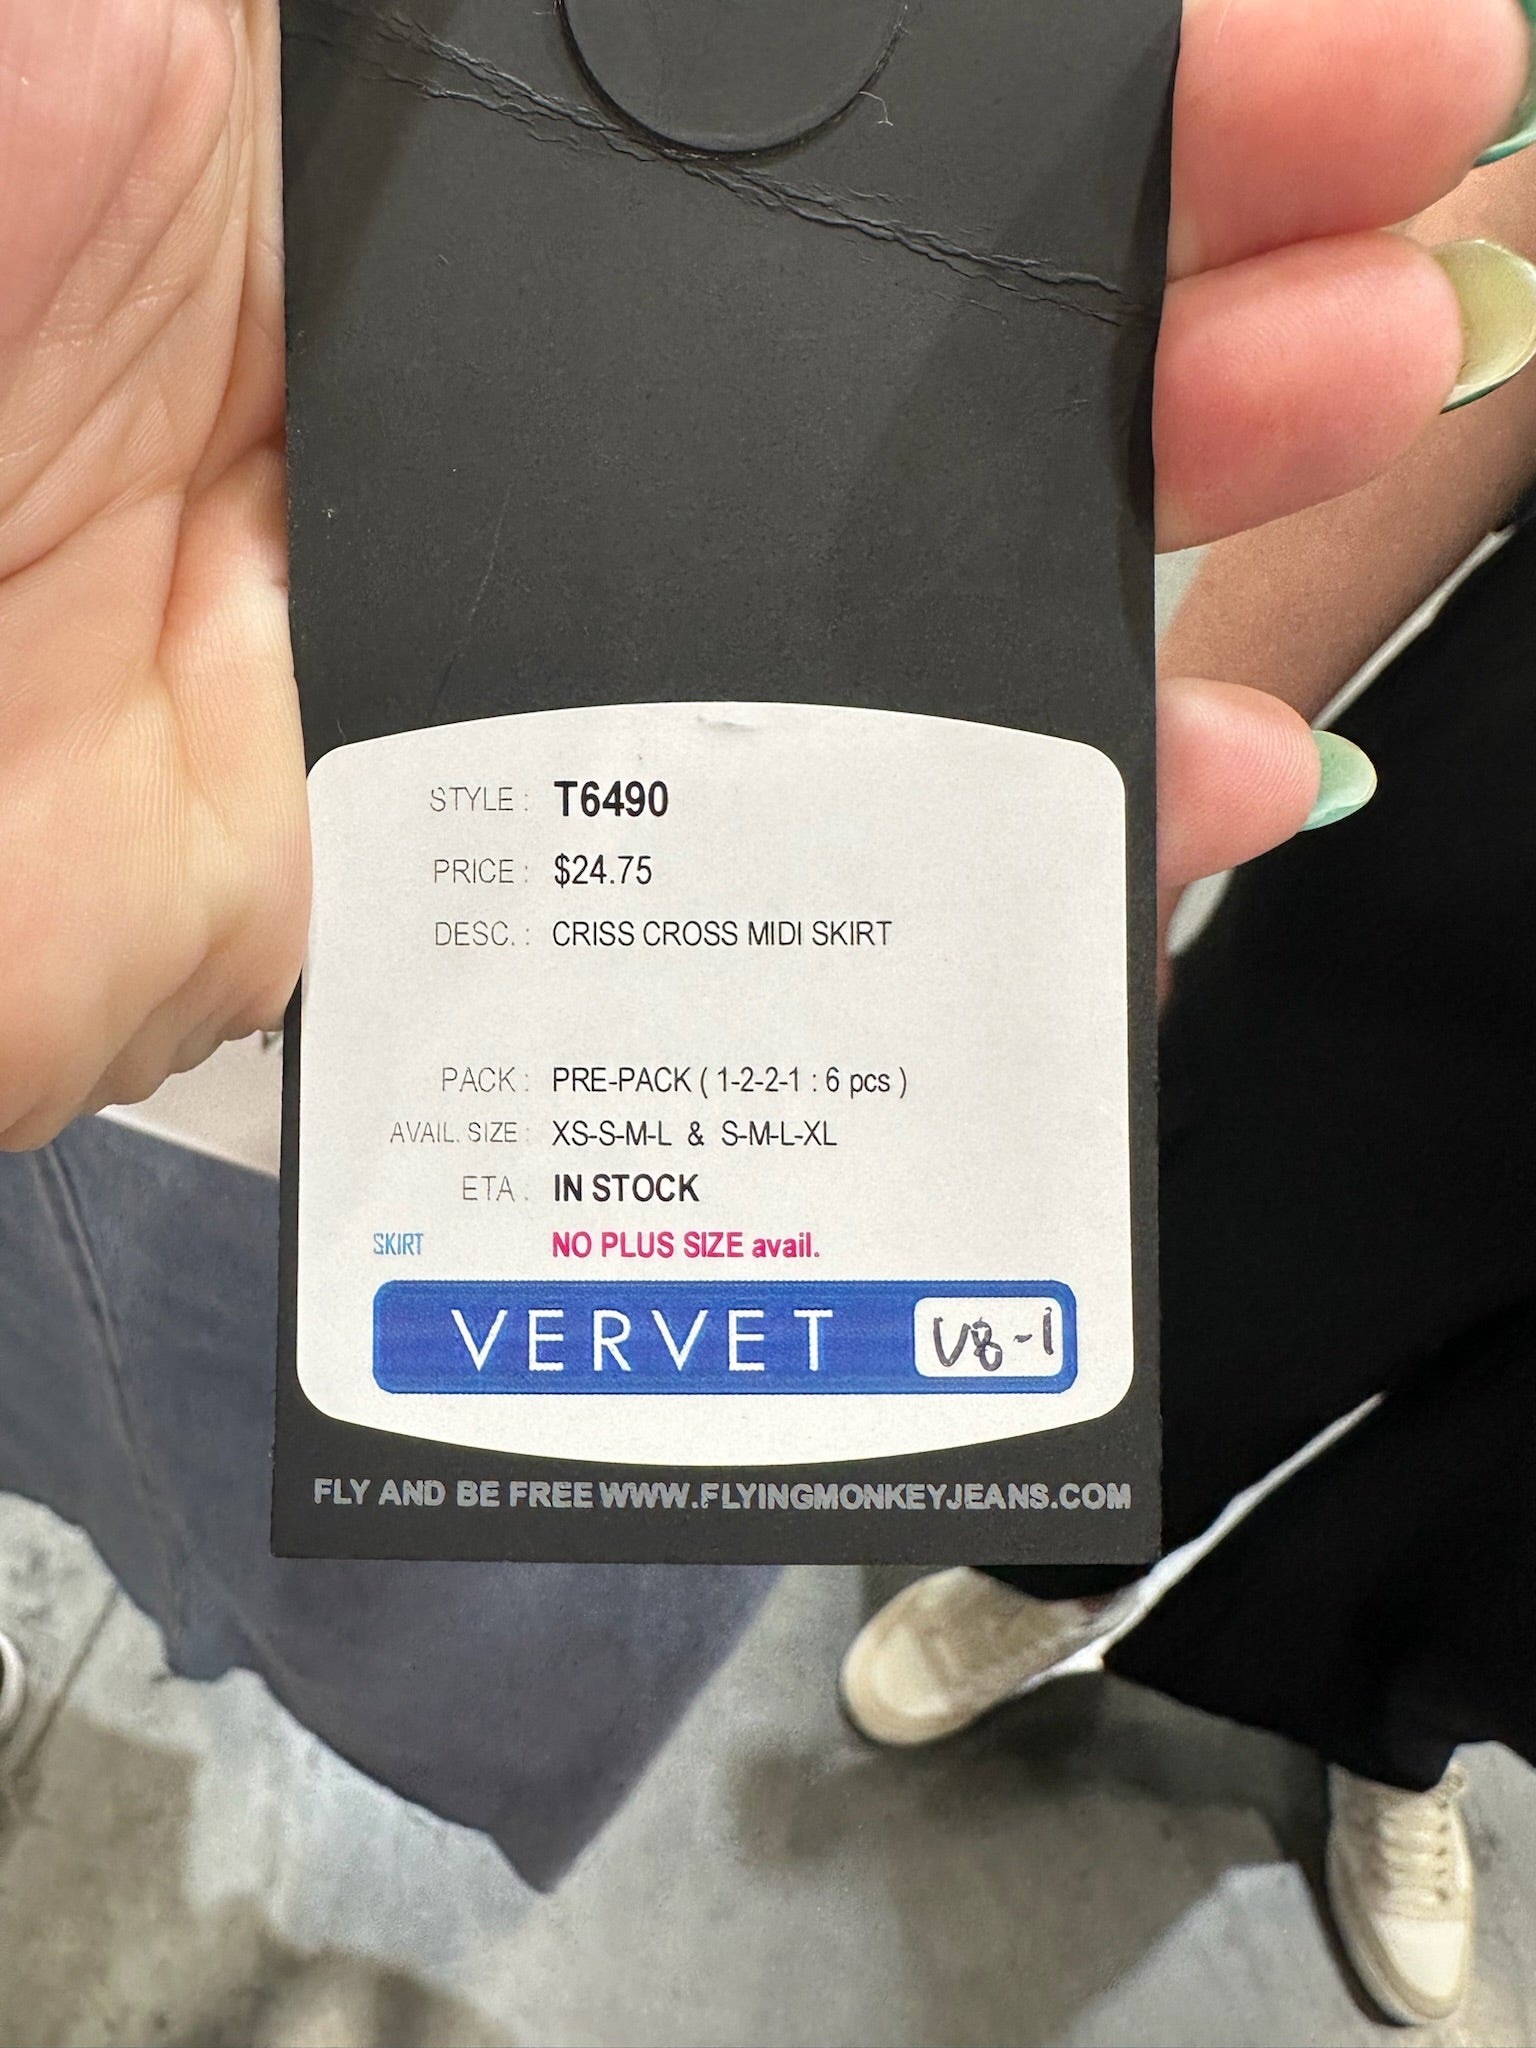 STYLE : T6490
PRICE : $24.75
DESC. : CRISS CROSS MIDI SKIRT
PACK : PRE-PACK ( 1-2-2-1 : 6 pcs )
AVAIL. SIZE : XS-S-M-L & S-M-L-XL
ETA : IN STOCK
SKIRT NO PLUS SIZE avail.
VERVET V8-1
FLY AND BE FREE WWW.FLYINGMONKEYJEANS.COM